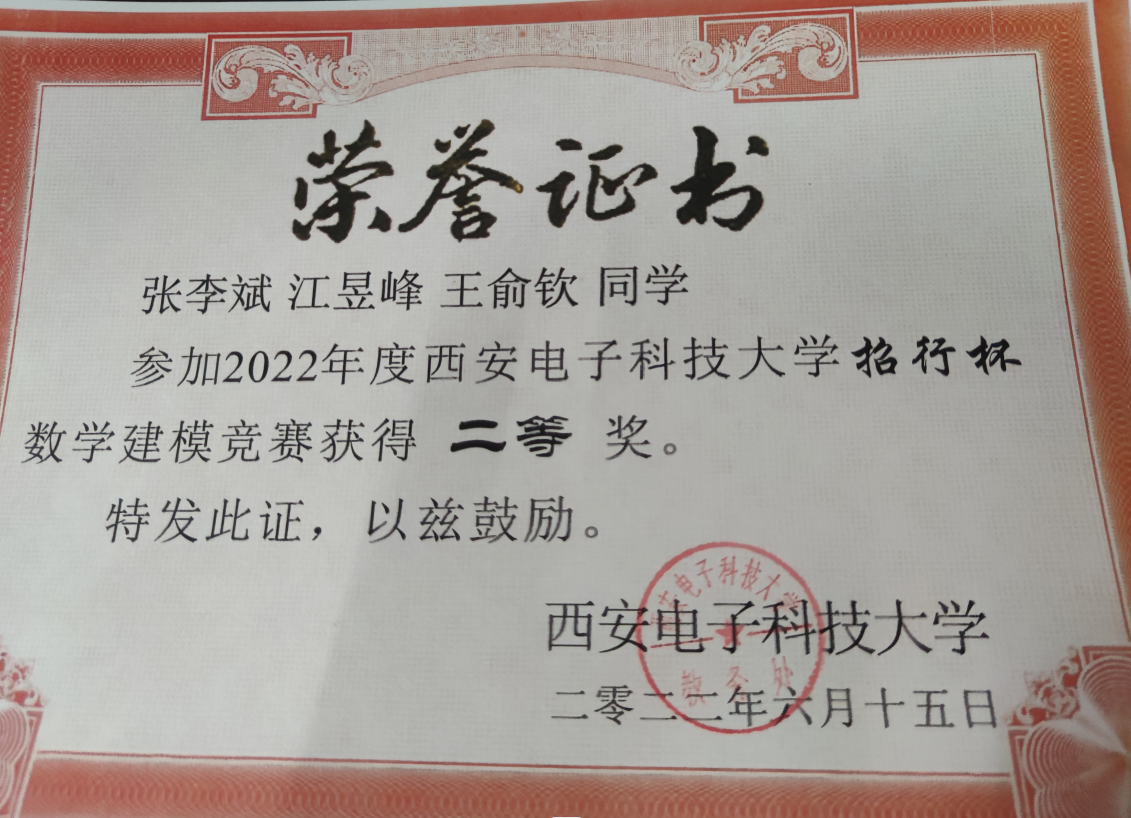 荣誉证书
张李斌 江昱峰 王俞钦 同学
参加2022年度西安电子科技大学招行杯
数学建模竞赛获得 二等 奖。
特发此证，以兹鼓励。
西安电子科技大学
教务处
西安电子科技大学
二零二二年六月十五日